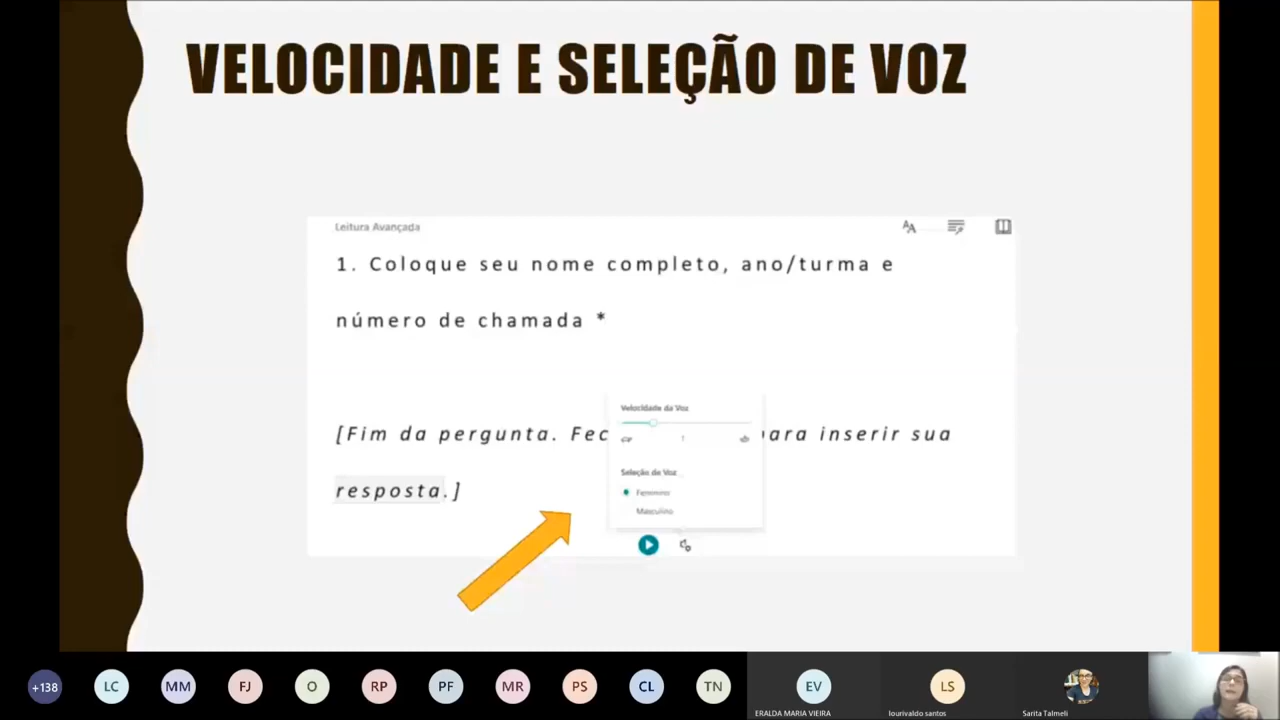 VELOCIDADE E SELEÇÃO DE VOZ
Leitura Avançada
1. Coloque seu nome completo, ano/turma e
número de chamada *
[Fim da pergunta. Fec para inserir sua
resposta.]
Velocidade da Voz
1
Seleção de Voz
Feminino
Masculino
+138
LC
MM
FJ
O
RP
PF
MR
PS
CL
TN
EV
LS
ERALDA MARIA VIEIRA
lourivaldo santos
Sarita Talmeli